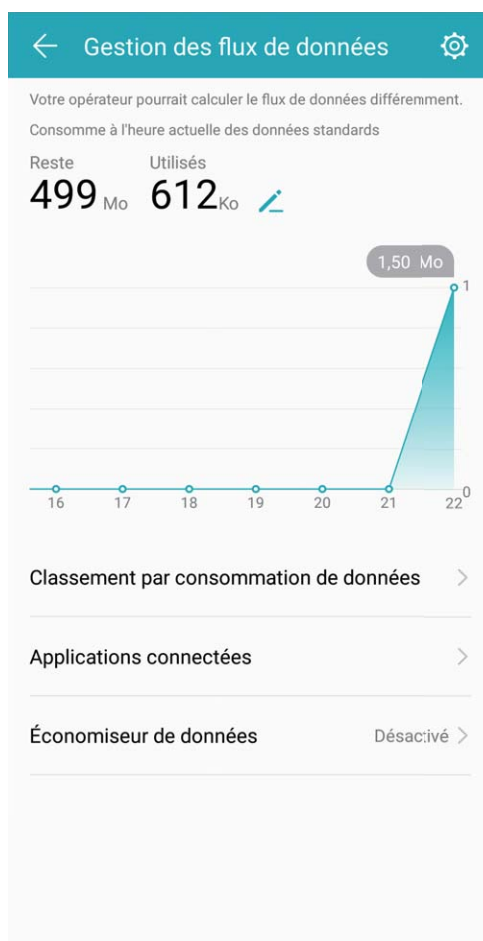 Gestion des flux de données
Votre opérateur pourrait calculer le flux de données différemment.
Consomme à l'heure actuelle des données standards
Reste Utilisés
499 Mo 612 Ko
1,50 Mo
1
0
16 17 18 19 20 21 22
Classement par consommation de données
Applications connectées
Économiseur de données Désactivé